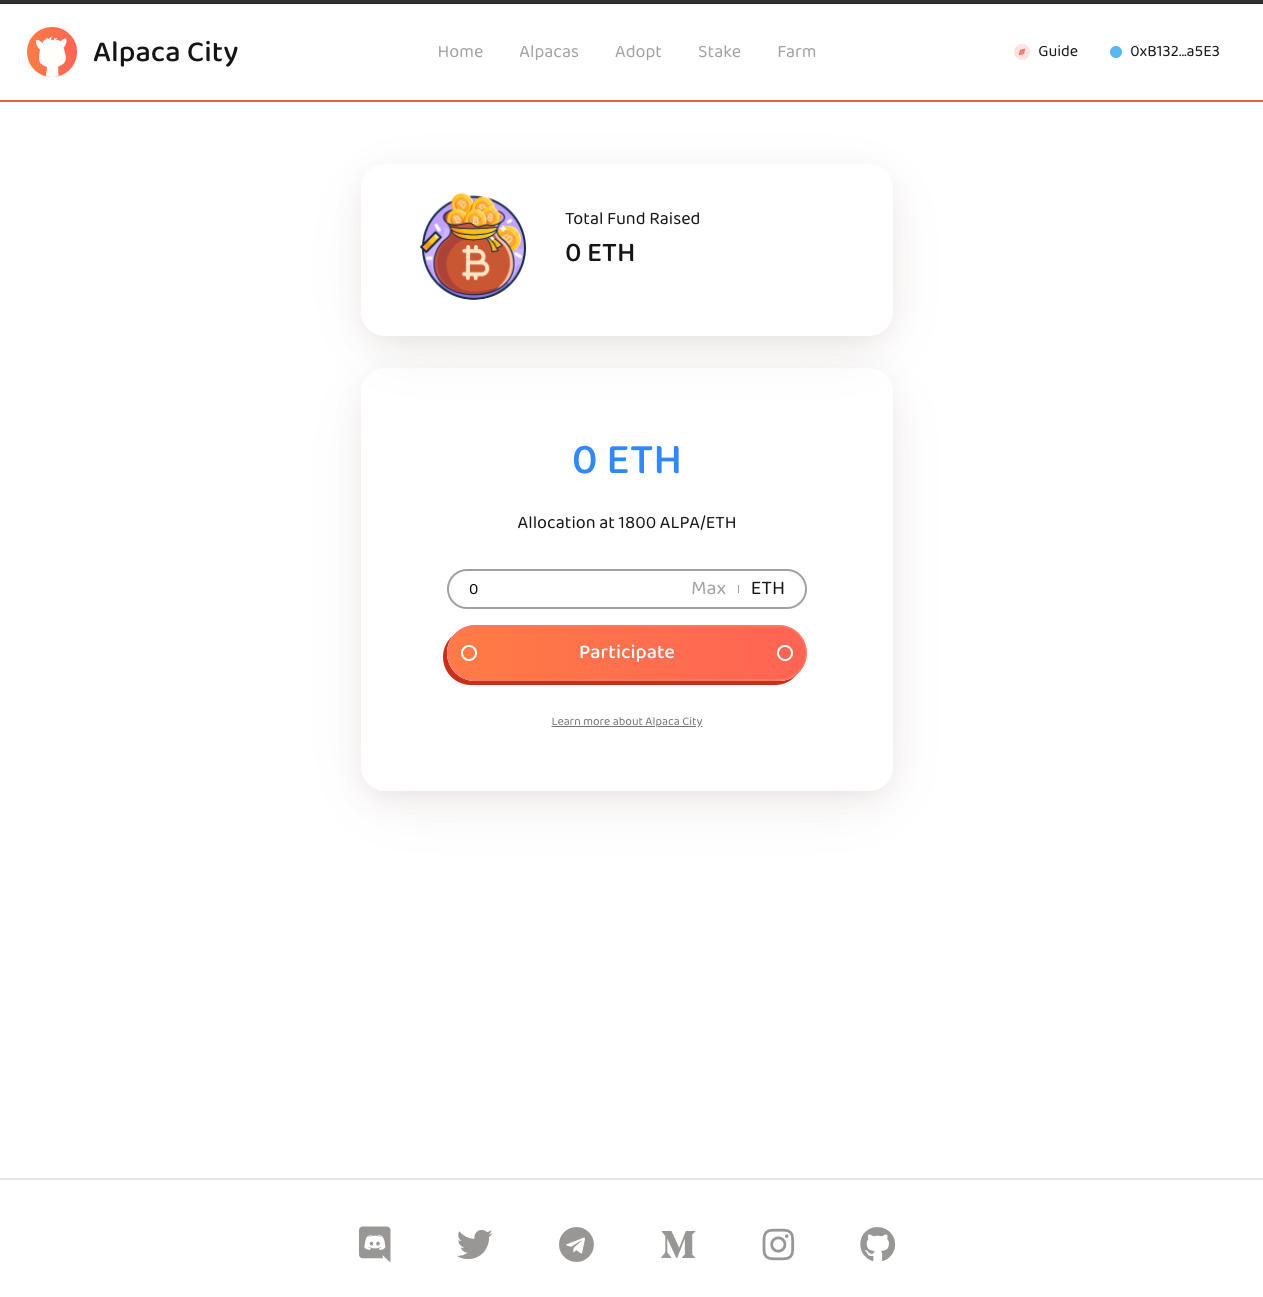 Alpaca City
Home Alpacas Adopt Stake Farm
Guide 0xB132...a5E3
Total Fund Raised
0 ETH
0 ETH
Allocation at 1800 ALPA/ETH
0 Max ETH
Participate
Learn more about Alpaca City